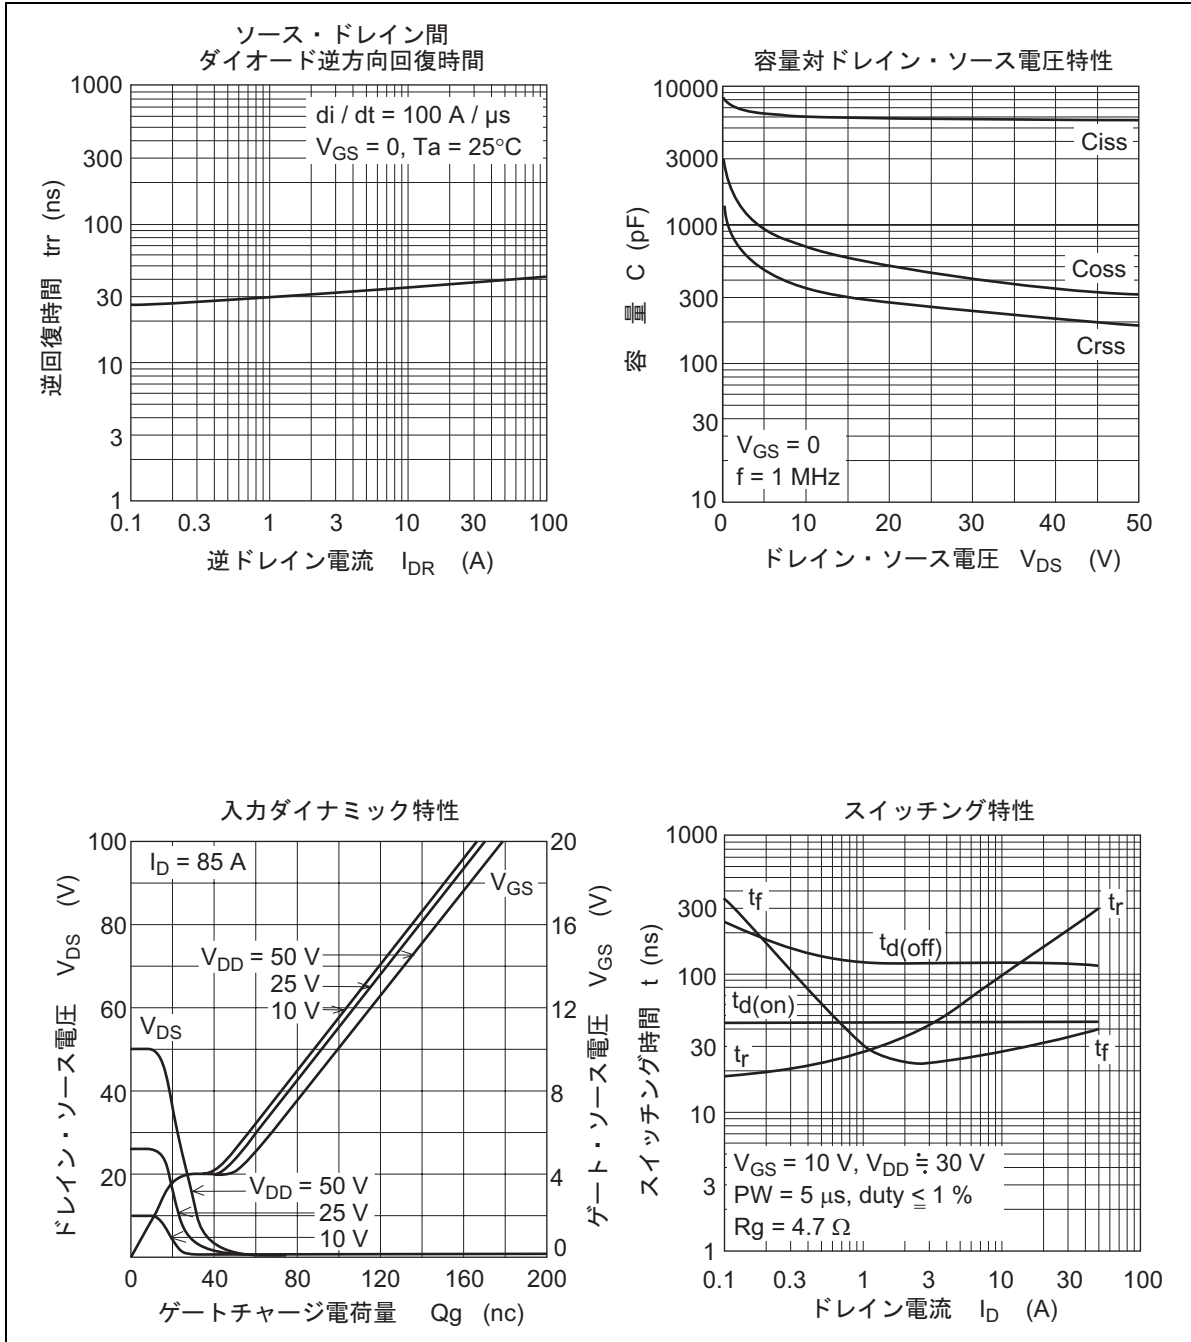 ソース・ドレイン間
ダイオード逆方向回復時間
1000
300
100
30
10
3
1
di / dt = 100 A / µs
VGS = 0, Ta = 25°C
逆回復時間 trr (ns)
0.1 0.3 1 3 10 30 100
逆ドレイン電流 IDR (A)
容量対ドレイン・ソース電圧特性
10000
3000
1000
300
100
30
10
Ciss
Coss
Crss
VGS = 0
f = 1 MHz
容 量 C (pF)
0 10 20 30 40 50
ドレイン・ソース電圧 VDS (V)
入力ダイナミック特性
100
80
60
40
20
ID = 85 A
VGS
VDD = 50 V
25 V
10 V
VDS
VDD = 50 V
25 V
10 V
20
16
12
8
4
0
ドレイン・ソース電圧 VDS (V)
ゲート・ソース電圧 VGS (V)
0 40 80 120 160 200
ゲートチャージ電荷量 Qg (nc)
スイッチング特性
1000
300
100
30
10
3
1
tf
tr
td(off)
td(on)
tr
tf
VGS = 10 V, VDD ≒ 30 V
PW = 5 µs, duty ≦ 1 %
Rg = 4.7 Ω
スイッチング時間 t (ns)
0.1 0.3 1 3 10 30 100
ドレイン電流 ID (A)